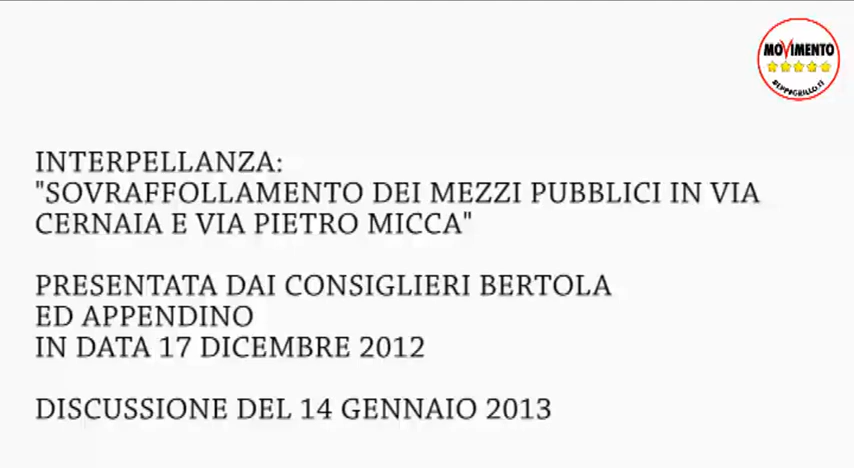 MOVIMENTO
BEPPEGRILLO.IT
INTERPELLANZA:
"SOVRAFFOLLAMENTO DEI MEZZI PUBBLICI IN VIA
CERNAIA E VIA PIETRO MICCA"
PRESENTATA DAI CONSIGLIERI BERTOLA
ED APPENDINO
IN DATA 17 DICEMBRE 2012
DISCUSSIONE DEL 14 GENNAIO 2013